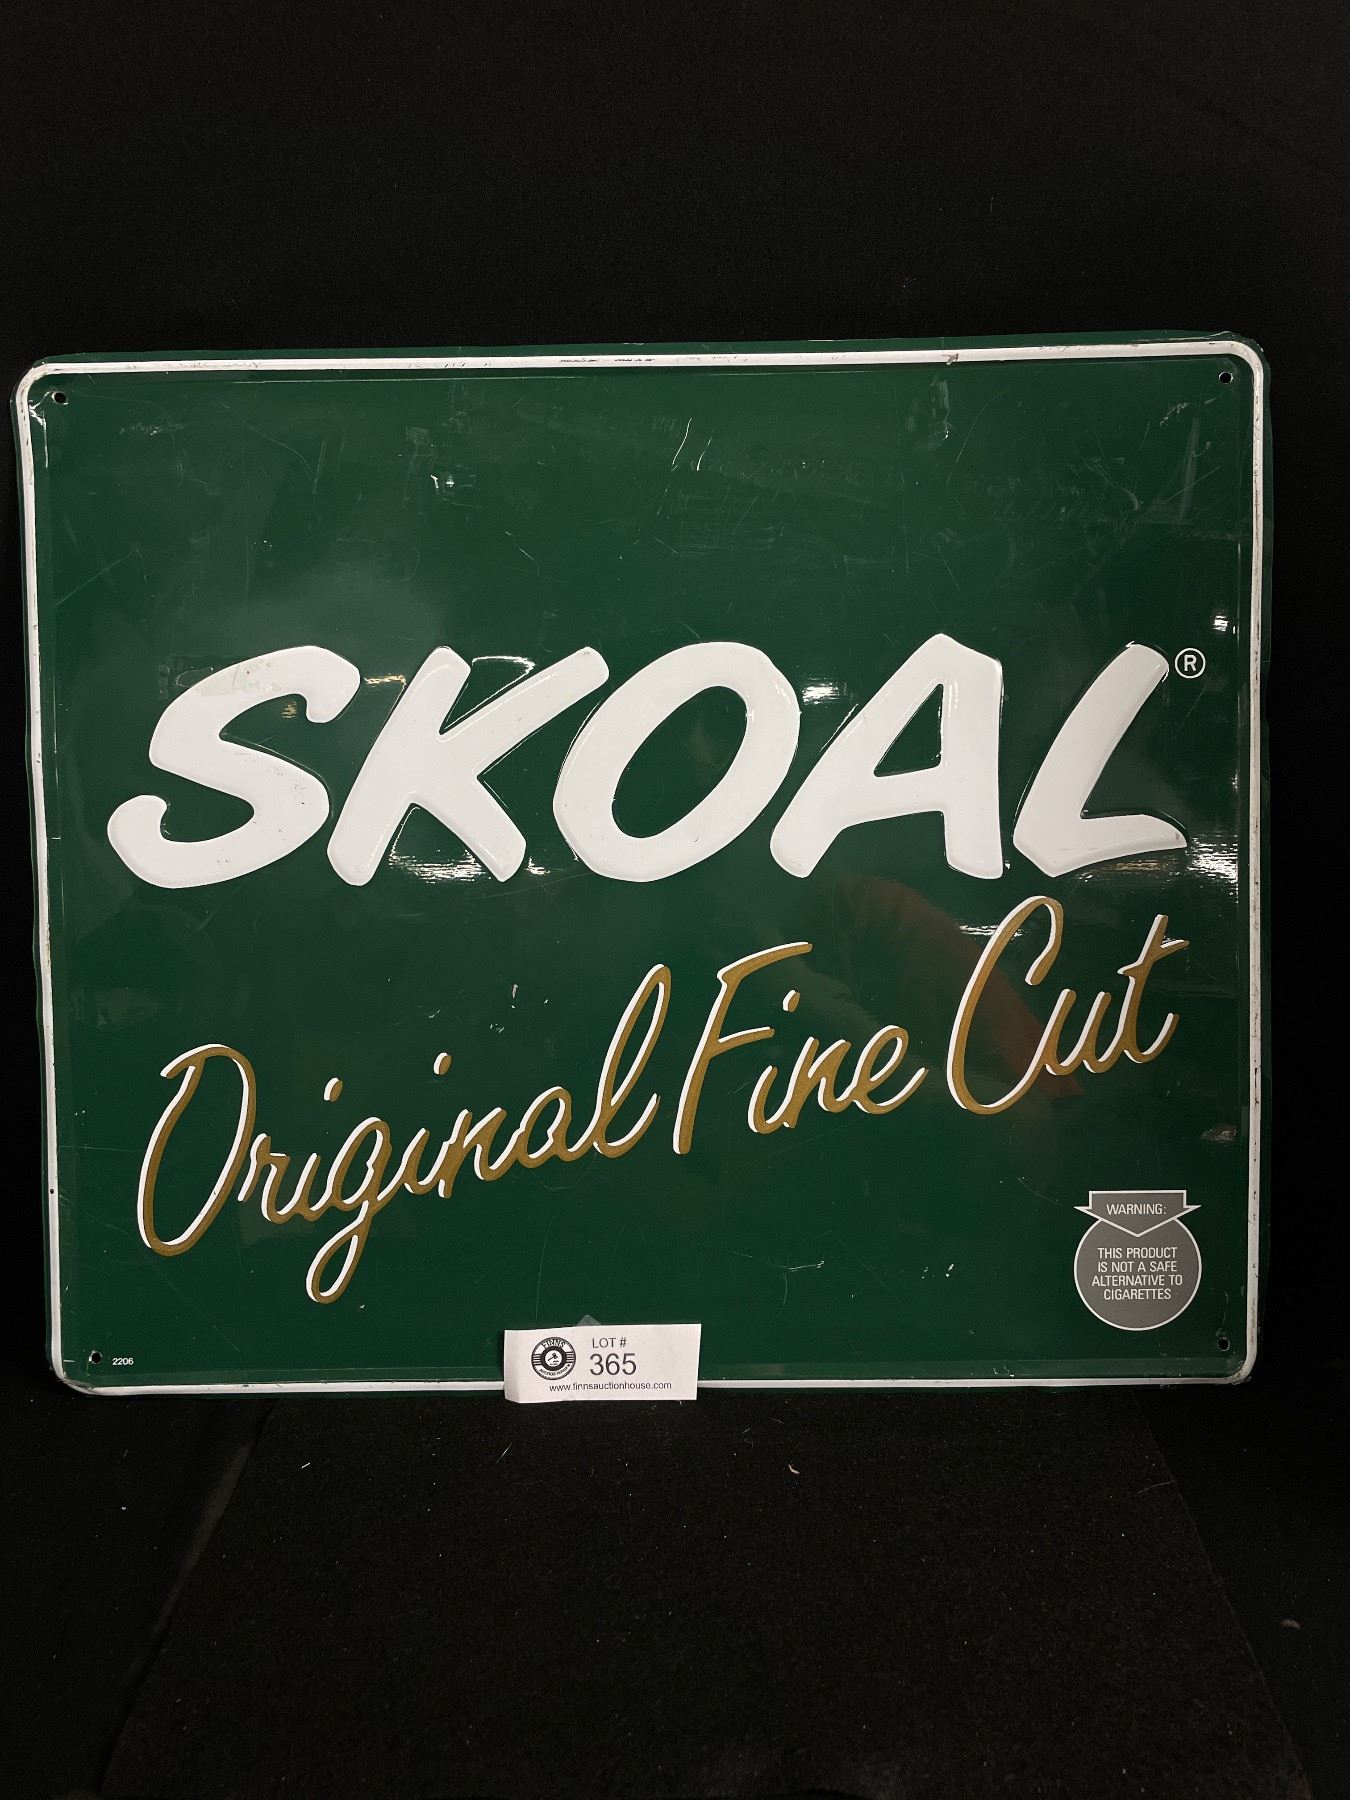 SKOAL®
Original Fine Cut
WARNING:
THIS PRODUCT
IS NOT A SAFE
ALTERNATIVE TO
CIGARETTES
2206
FINNS
LOT #
365
www.finnsauctionhouse.com